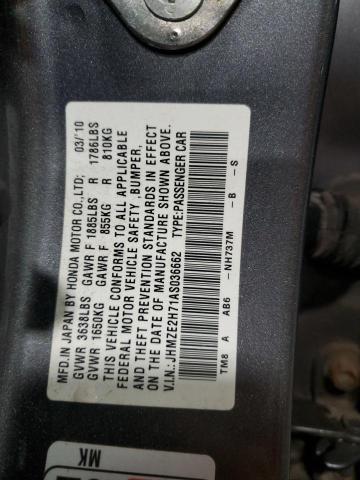 MFD. IN JAPAN BY HONDA MOTOR CO.,LTD; 03/'10
GVWR 3638LBS GAWR F 1885LBS R 1786LBS
GVWR 1650KG GAWR F 855KG R 810KG
THIS VEHICLE CONFORMS TO ALL APPLICABLE
FEDERAL MOTOR VEHICLE SAFETY ,BUMPER,
AND THEFT PREVENTION STANDARDS IN EFFECT
ON THE DATE OF MANUFACTURE SHOWN ABOVE.
V.I.N.:JHMZE2H71AS036662 TYPE:PASSENGER CAR
TM8 A AB6 -NH737M -B -S
MK